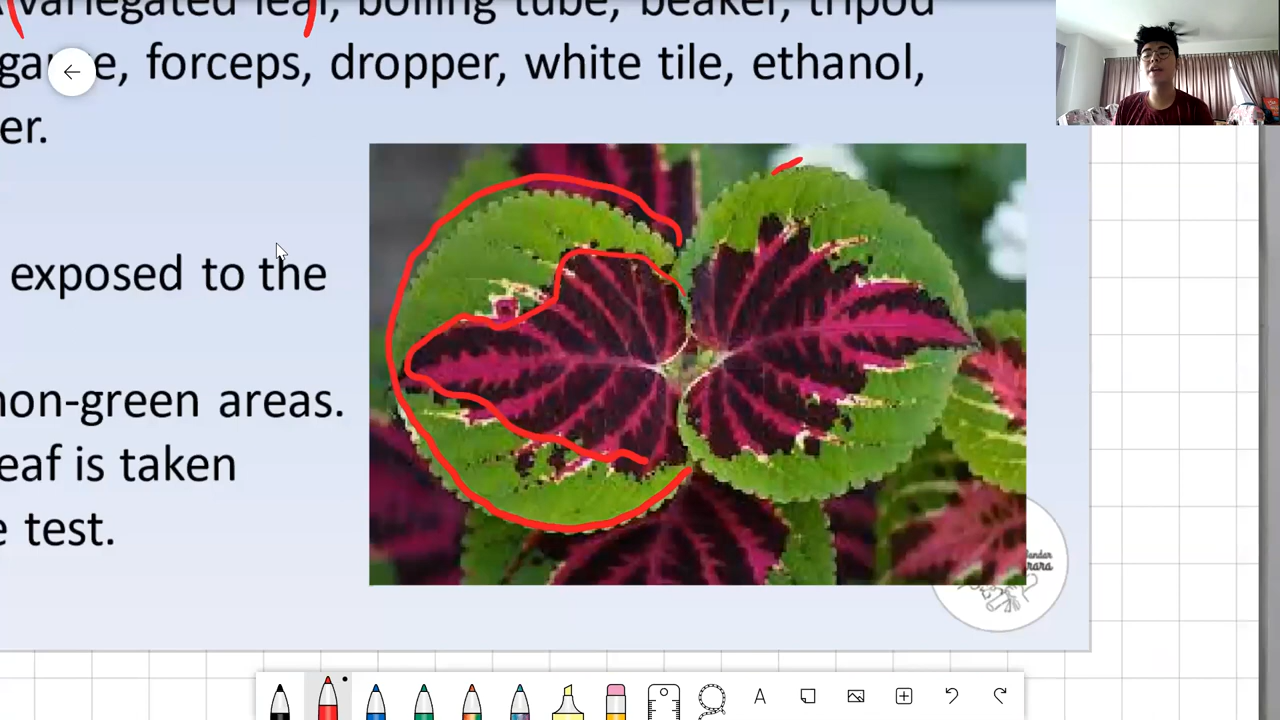 (variegated leaf), boiling tube, beaker, tripod
forceps, dropper, white tile, ethanol,
er.
exposed to the
non-green areas.
eaf is taken
e test.
A